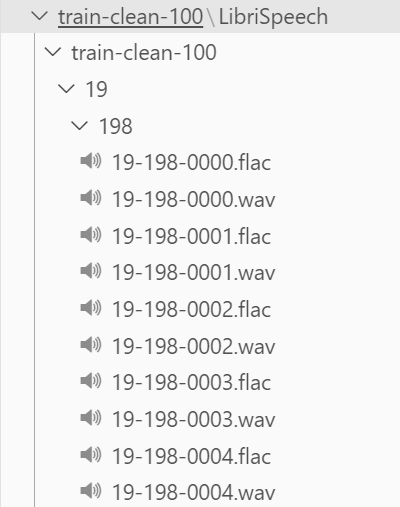 train-clean-100\LibriSpeech
train-clean-100
19
198
19-198-0000.flac
19-198-0000.wav
19-198-0001.flac
19-198-0001.wav
19-198-0002.flac
19-198-0002.wav
19-198-0003.flac
19-198-0003.wav
19-198-0004.flac
19-198-0004.wav